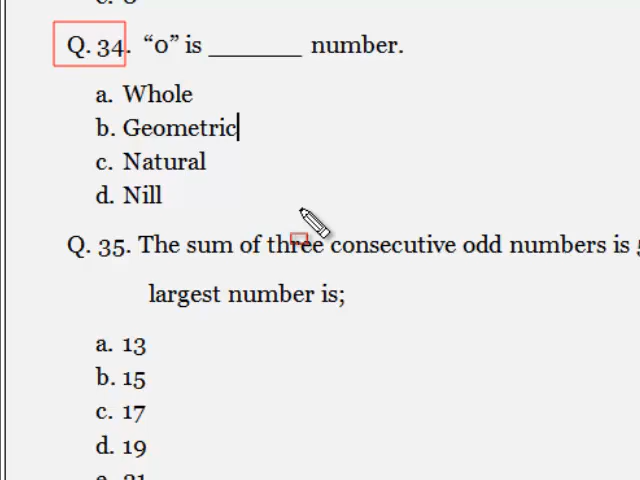 Q. 34. “0” is _______ number.
a. Whole
b. Geometric
c. Natural
d. Nill
Q. 35. The sum of three consecutive odd numbers is
largest number is;
a. 13
b. 15
c. 17
d. 19